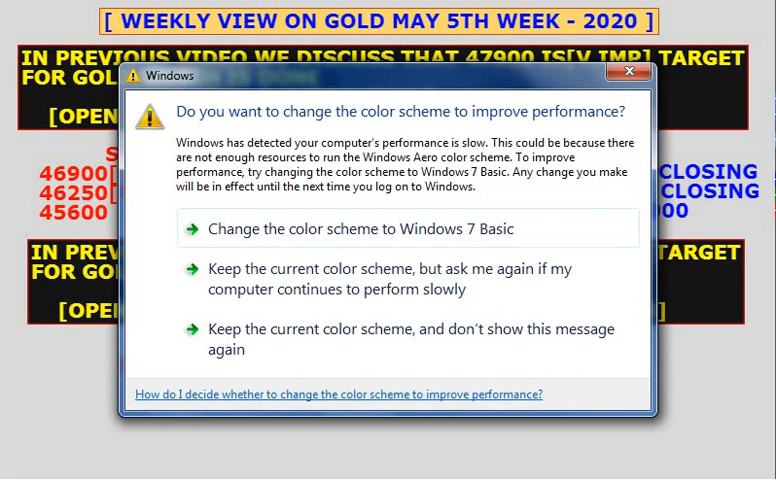 [ WEEKLY VIEW ON GOLD MAY 5TH WEEK - 2020 ]
IN PREVIOUS VIDEO WE DISCUSS THAT 47900 IS[V IMP] TARGET
FOR GOL
[OPEN
Windows
Do you want to change the color scheme to improve performance?
Windows has detected your computer's performance is slow. This could be because there
are not enough resources to run the Windows Aero color scheme. To improve
performance, try changing the color scheme to Windows 7 Basic. Any change you make
will be in effect until the next time you log on to Windows.
Change the color scheme to Windows 7 Basic
Keep the current color scheme, but ask me again if my
computer continues to perform slowly
Keep the current color scheme, and don't show this message
again
How do I decide whether to change the color scheme to improve performance?
S
46900[ CLOSING
46250[ CLOSING
45600 000
IN PREV TARGET
FOR GOL
[OPE ]